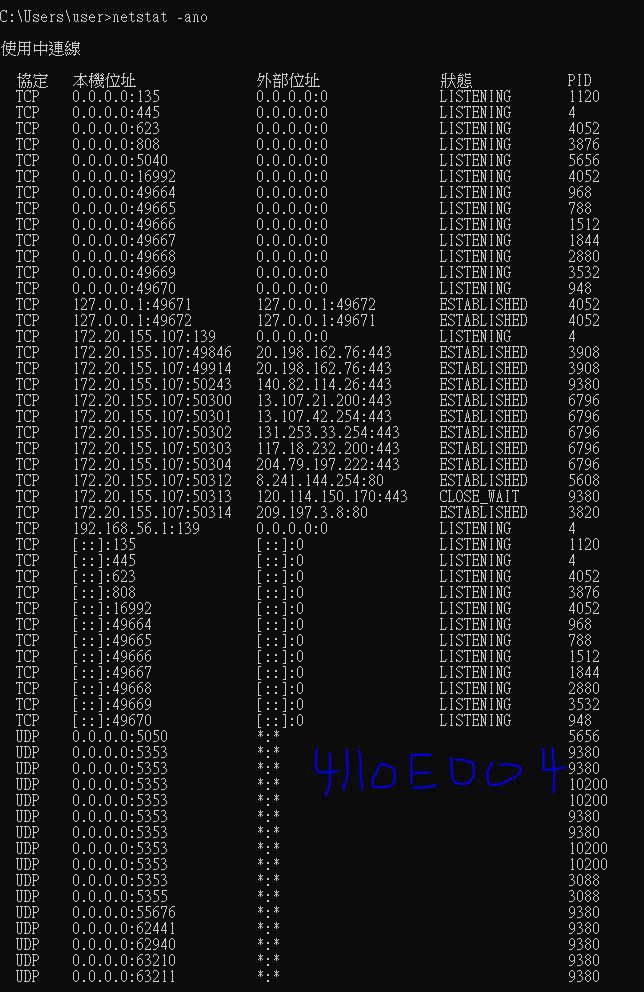 C:\Users\user>netstat -ano
使用中連線
協定 本機位址 外部位址 狀態 PID
TCP 0.0.0.0:135 0.0.0.0:0 LISTENING 1120
TCP 0.0.0.0:445 0.0.0.0:0 LISTENING 4
TCP 0.0.0.0:623 0.0.0.0:0 LISTENING 4052
TCP 0.0.0.0:808 0.0.0.0:0 LISTENING 3876
TCP 0.0.0.0:5040 0.0.0.0:0 LISTENING 5656
TCP 0.0.0.0:16992 0.0.0.0:0 LISTENING 4052
TCP 0.0.0.0:49664 0.0.0.0:0 LISTENING 968
TCP 0.0.0.0:49665 0.0.0.0:0 LISTENING 788
TCP 0.0.0.0:49666 0.0.0.0:0 LISTENING 1512
TCP 0.0.0.0:49667 0.0.0.0:0 LISTENING 1844
TCP 0.0.0.0:49668 0.0.0.0:0 LISTENING 2880
TCP 0.0.0.0:49669 0.0.0.0:0 LISTENING 3532
TCP 0.0.0.0:49670 0.0.0.0:0 LISTENING 948
TCP 127.0.0.1:49671 127.0.0.1:49672 ESTABLISHED 4052
TCP 127.0.0.1:49672 127.0.0.1:49671 ESTABLISHED 4052
TCP 172.20.155.107:139 0.0.0.0:0 LISTENING 4
TCP 172.20.155.107:49846 20.198.162.76:443 ESTABLISHED 3908
TCP 172.20.155.107:49914 20.198.162.76:443 ESTABLISHED 3908
TCP 172.20.155.107:50243 140.82.114.26:443 ESTABLISHED 9380
TCP 172.20.155.107:50300 13.107.21.200:443 ESTABLISHED 6796
TCP 172.20.155.107:50301 13.107.42.254:443 ESTABLISHED 6796
TCP 172.20.155.107:50302 131.253.33.254:443 ESTABLISHED 6796
TCP 172.20.155.107:50303 117.18.232.200:443 ESTABLISHED 6796
TCP 172.20.155.107:50304 204.79.197.222:443 ESTABLISHED 6796
TCP 172.20.155.107:50312 8.241.144.254:80 ESTABLISHED 5608
TCP 172.20.155.107:50313 120.114.150.170:443 CLOSE_WAIT 9380
TCP 172.20.155.107:50314 209.197.3.8:80 ESTABLISHED 3820
TCP 192.168.56.1:139 0.0.0.0:0 LISTENING 4
TCP [::]:135 [::]:0 LISTENING 1120
TCP [::]:445 [::]:0 LISTENING 4
TCP [::]:623 [::]:0 LISTENING 4052
TCP [::]:808 [::]:0 LISTENING 3876
TCP [::]:16992 [::]:0 LISTENING 4052
TCP [::]:49664 [::]:0 LISTENING 968
TCP [::]:49665 [::]:0 LISTENING 788
TCP [::]:49666 [::]:0 LISTENING 1512
TCP [::]:49667 [::]:0 LISTENING 1844
TCP [::]:49668 [::]:0 LISTENING 2880
TCP [::]:49669 [::]:0 LISTENING 3532
TCP [::]:49670 [::]:0 LISTENING 948
UDP 0.0.0.0:5050 *:* 5656
UDP 0.0.0.0:5353 *:* 9380
UDP 0.0.0.0:5353 *:* 9380
4110E004
UDP 0.0.0.0:5353 *:* 10200
UDP 0.0.0.0:5353 *:* 10200
UDP 0.0.0.0:5353 *:* 9380
UDP 0.0.0.0:5353 *:* 9380
UDP 0.0.0.0:5353 *:* 10200
UDP 0.0.0.0:5353 *:* 10200
UDP 0.0.0.0:5353 *:* 3088
UDP 0.0.0.0:5355 *:* 3088
UDP 0.0.0.0:55676 *:* 9380
UDP 0.0.0.0:62441 *:* 9380
UDP 0.0.0.0:62940 *:* 9380
UDP 0.0.0.0:63210 *:* 9380
UDP 0.0.0.0:63211 *:* 9380